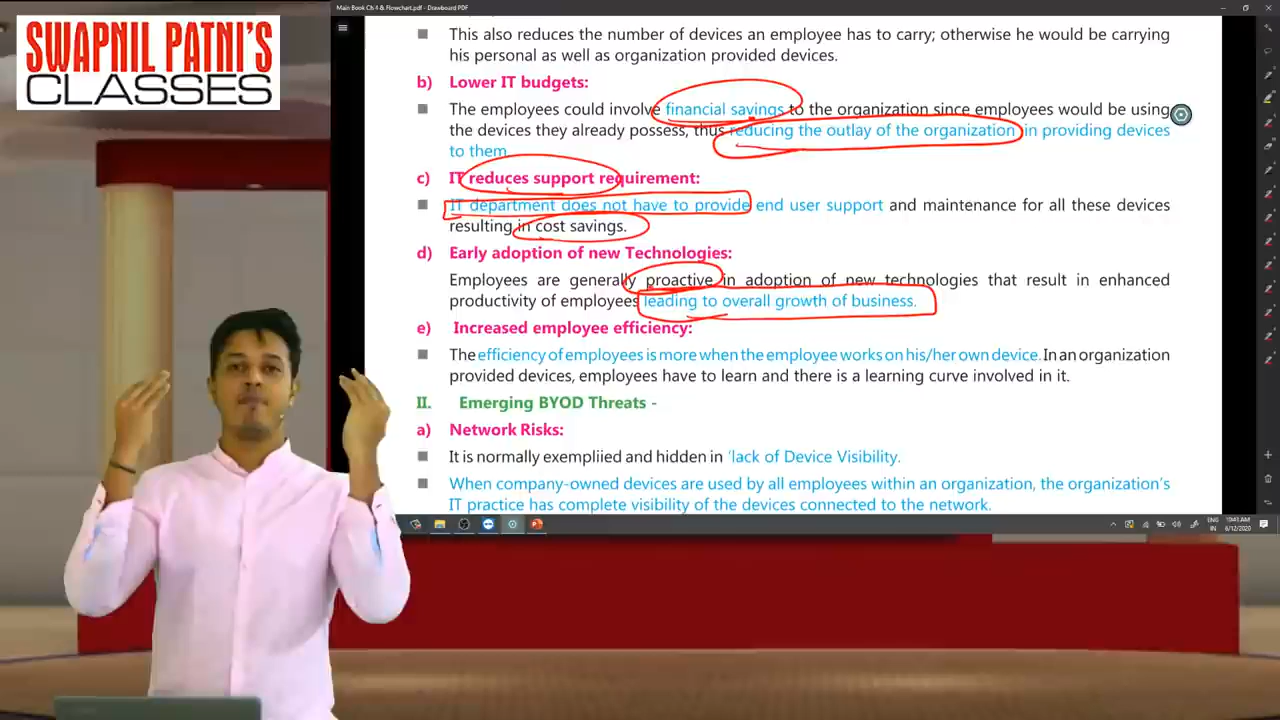 Main Book Ch 4 & Flowchart.pdf - Drawboard PDF
SWAPNIL PATNI'S
CLASSES
This also reduces the number of devices an employee has to carry; otherwise he would be carrying
his personal as well as organization provided devices.
b) Lower IT budgets:
The employees could involve financial savings to the organization since employees would be using
the devices they already possess, thus reducing the outlay of the organization in providing devices
to them
c) IT reduces support requirement:
IT department does not have to provide end user support and maintenance for all these devices
resulting in cost savings.
d) Early adoption of new Technologies:
Employees are generally proactive in adoption of new technologies that result in enhanced
productivity of employees leading to overall growth of business.
e) Increased employee efficiency:
The efficiency of employees is more when the employee works on his/her own device. In an organization
provided devices, employees have to learn and there is a learning curve involved in it.
II. Emerging BYOD Threats -
a) Network Risks:
It is normally exempliied and hidden in 'lack of Device Visibility.
When company-owned devices are used by all employees within an organization, the organization's
IT practice has complete visibility of the devices connected to the network.
ENG
IN
6/12/2020